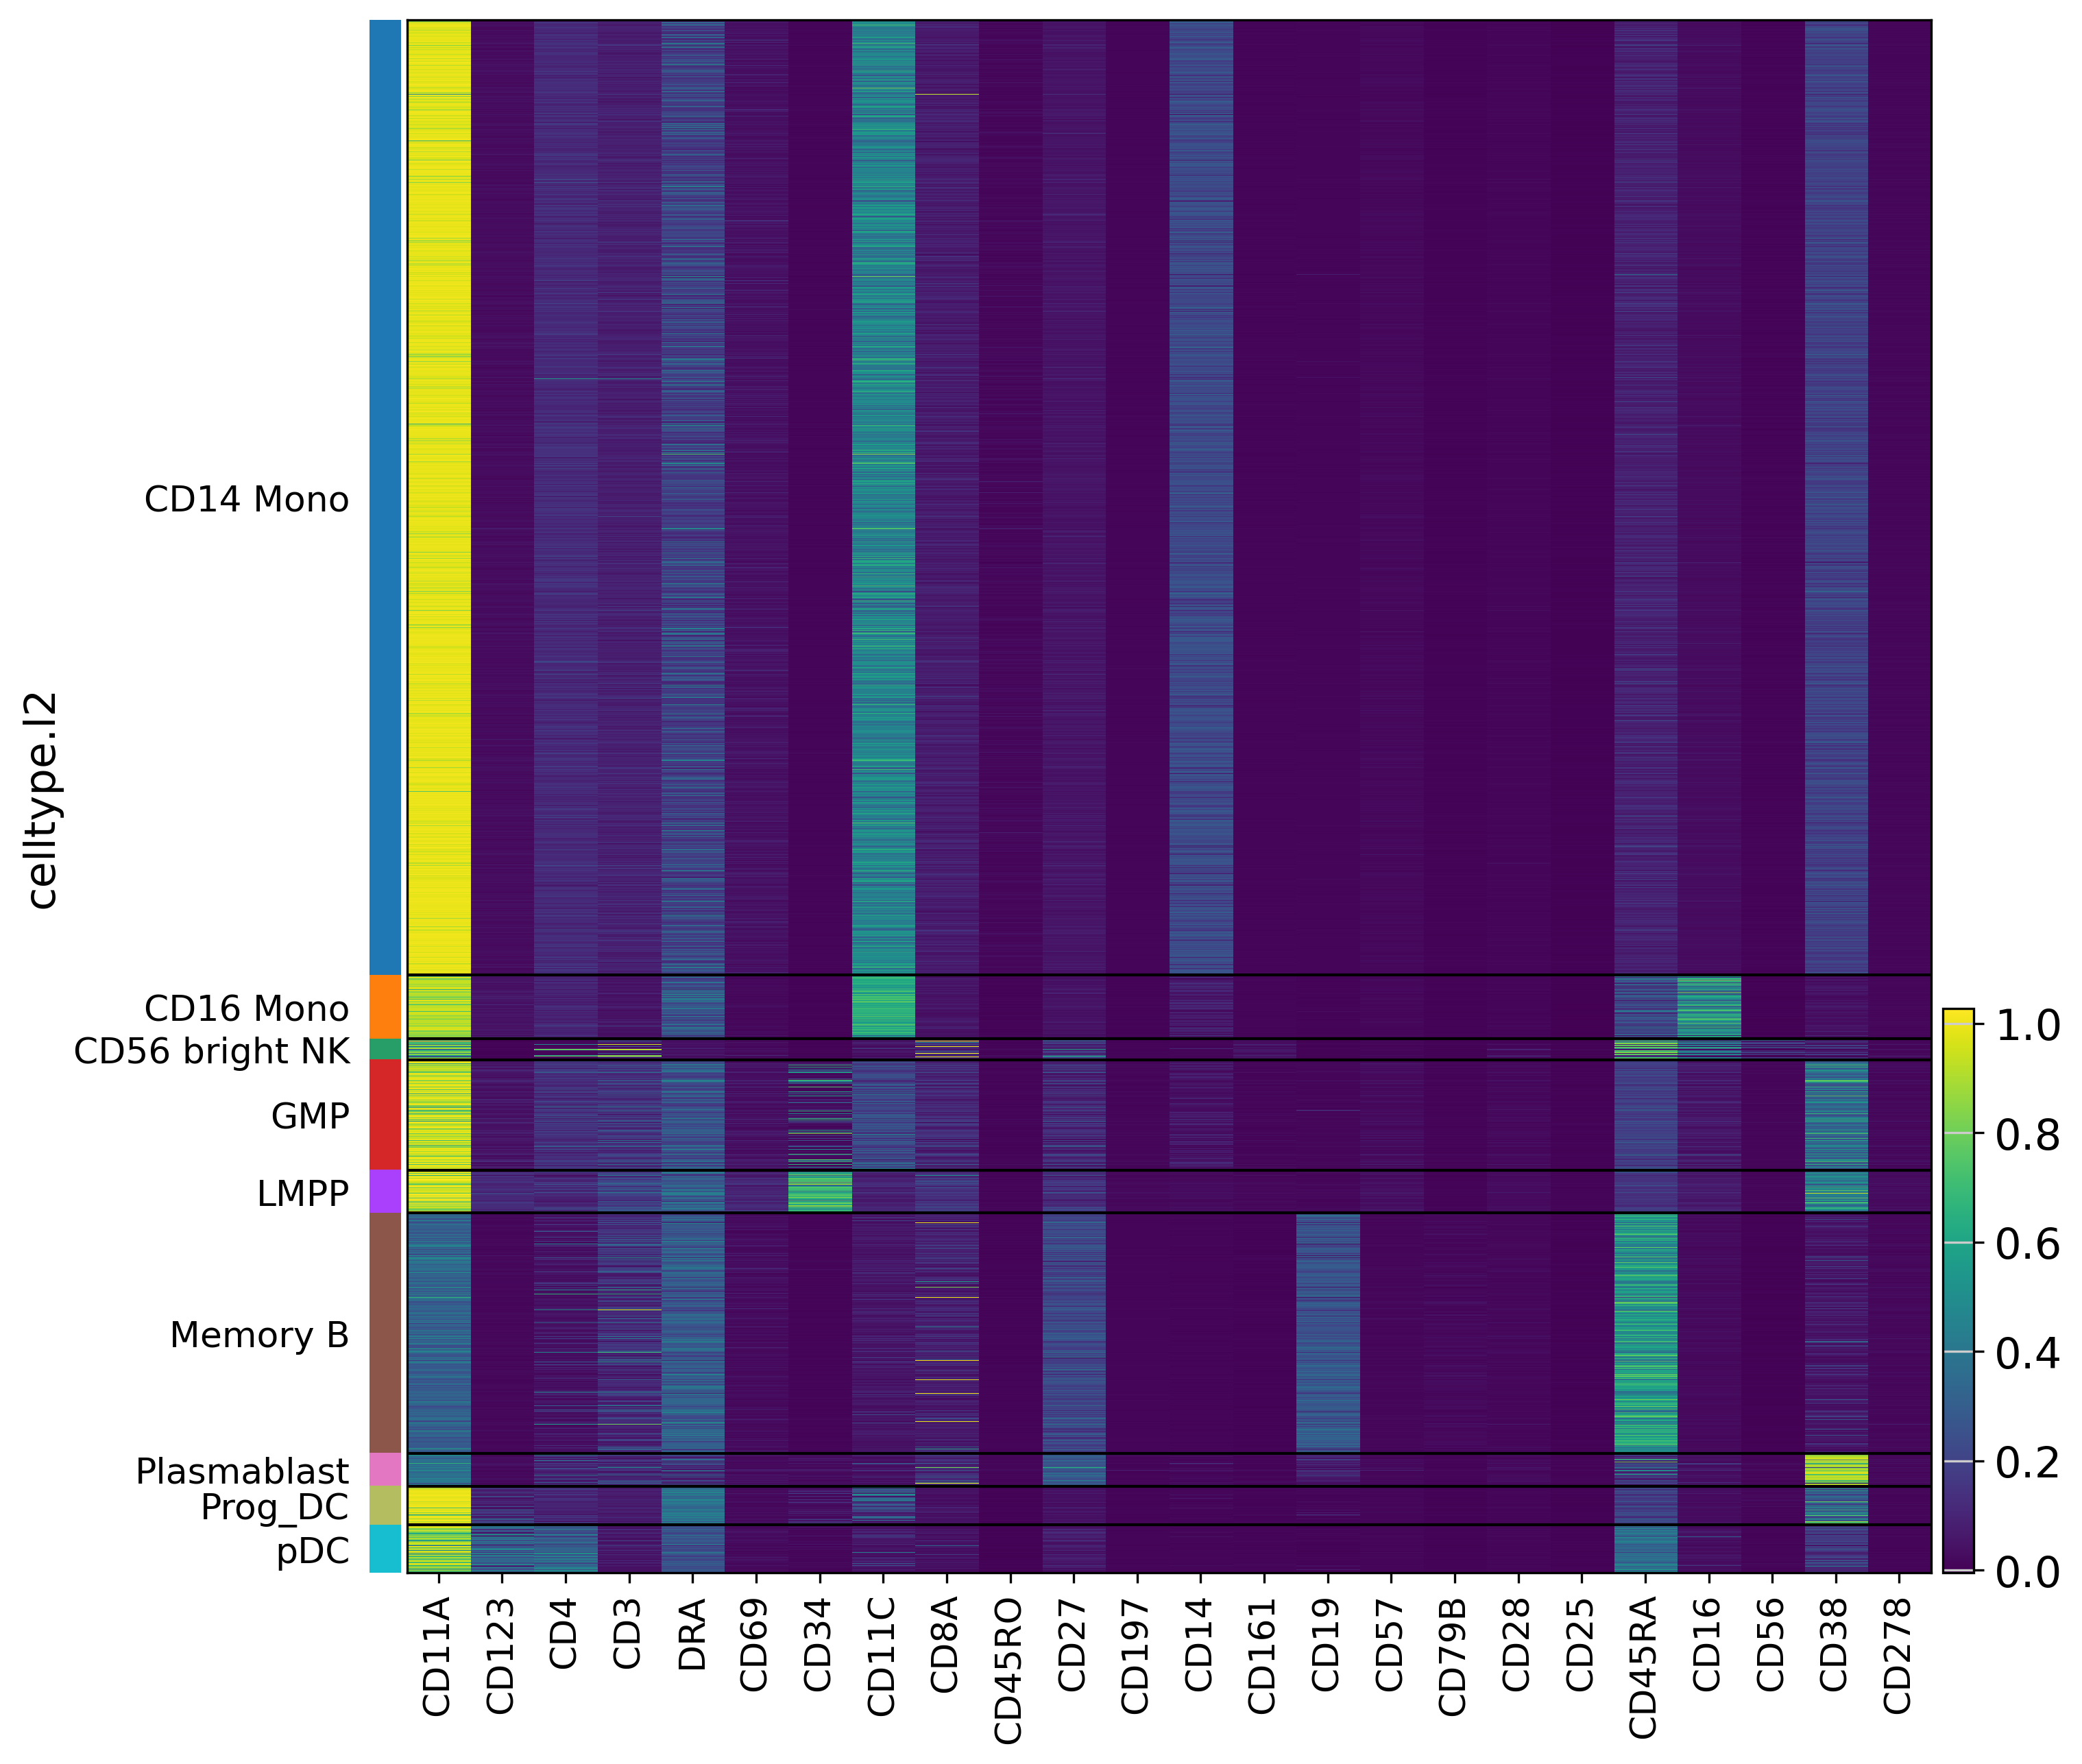 celltype.l2
CD14 Mono
CD16 Mono
CD56 bright NK
GMP
LMPP
Memory B
Plasmablast
Prog_DC
pDC
CD11A
CD123
CD4
CD3
DRA
CD69
CD34
CD11C
CD8A
CD45RO
CD27
CD197
CD14
CD161
CD19
CD57
CD79B
CD28
CD25
CD45RA
CD16
CD56
CD38
CD278
1.0
0.8
0.6
0.4
0.2
0.0